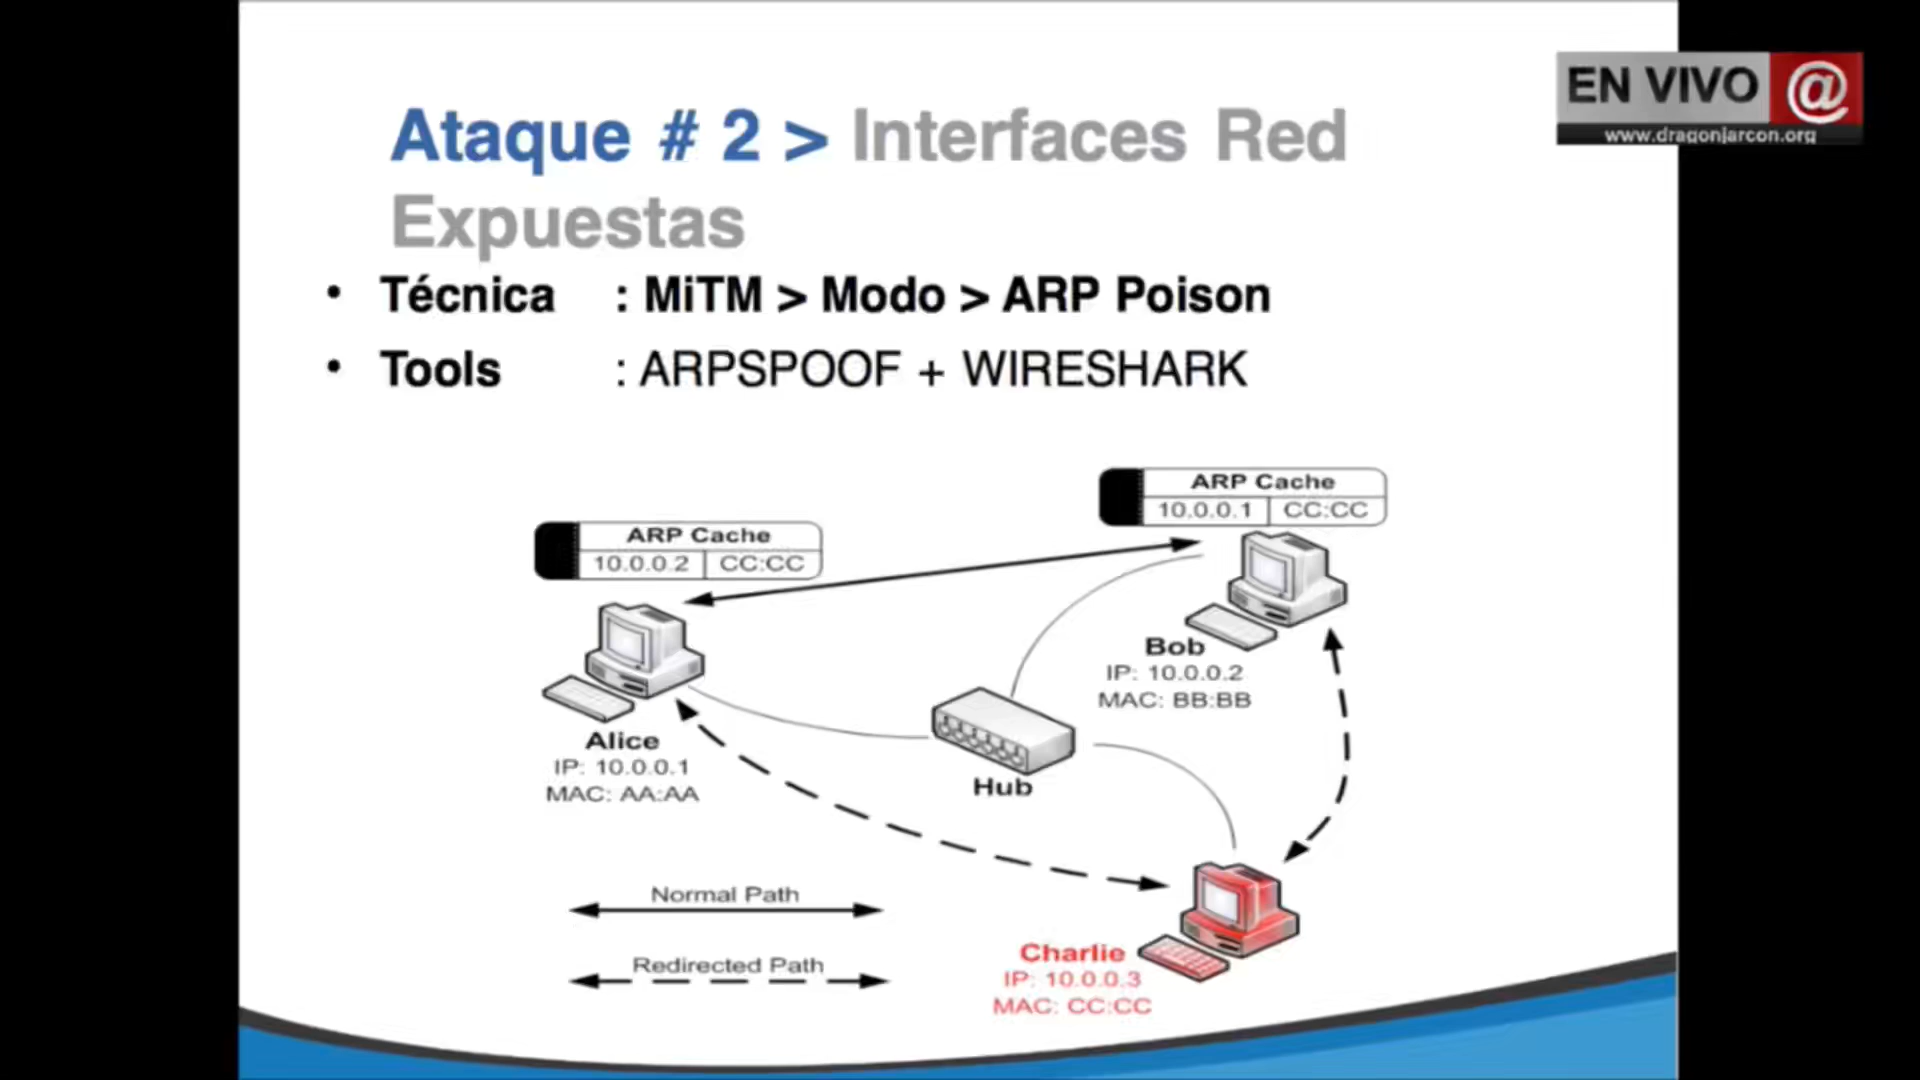 EN VIVO @
www.dragonjarcon.org
Ataque # 2 > Interfaces Red
Expuestas
• Técnica : MiTM > Modo > ARP Poison
• Tools : ARPSPOOF + WIRESHARK
ARP Cache
10.0.0.1 CC:CC
ARP Cache
10.0.0.2 CC:CC
Bob
IP: 10.0.0.2
MAC: BB:BB
Alice
IP: 10.0.0.1
MAC: AA:AA
Hub
Normal Path
Redirected Path
Charlie
IP: 10.0.0.3
MAC: CC:CC